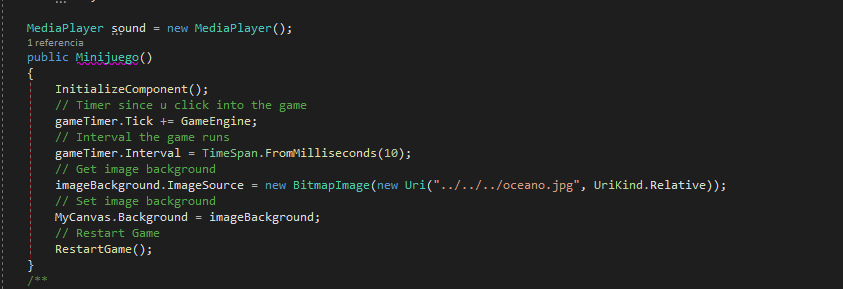 MediaPlayer sound = new MediaPlayer();
1 referencia
public Minijuego()
{
InitializeComponent();
// Timer since u click into the game
gameTimer.Tick += GameEngine;
// Interval the game runs
gameTimer.Interval = TimeSpan.FromMilliseconds(10);
// Get image background
imageBackground.ImageSource = new BitmapImage(new Uri("../../../oceano.jpg", UriKind.Relative));
// Set image background
MyCanvas.Background = imageBackground;
// Restart Game
RestartGame();
}
/**